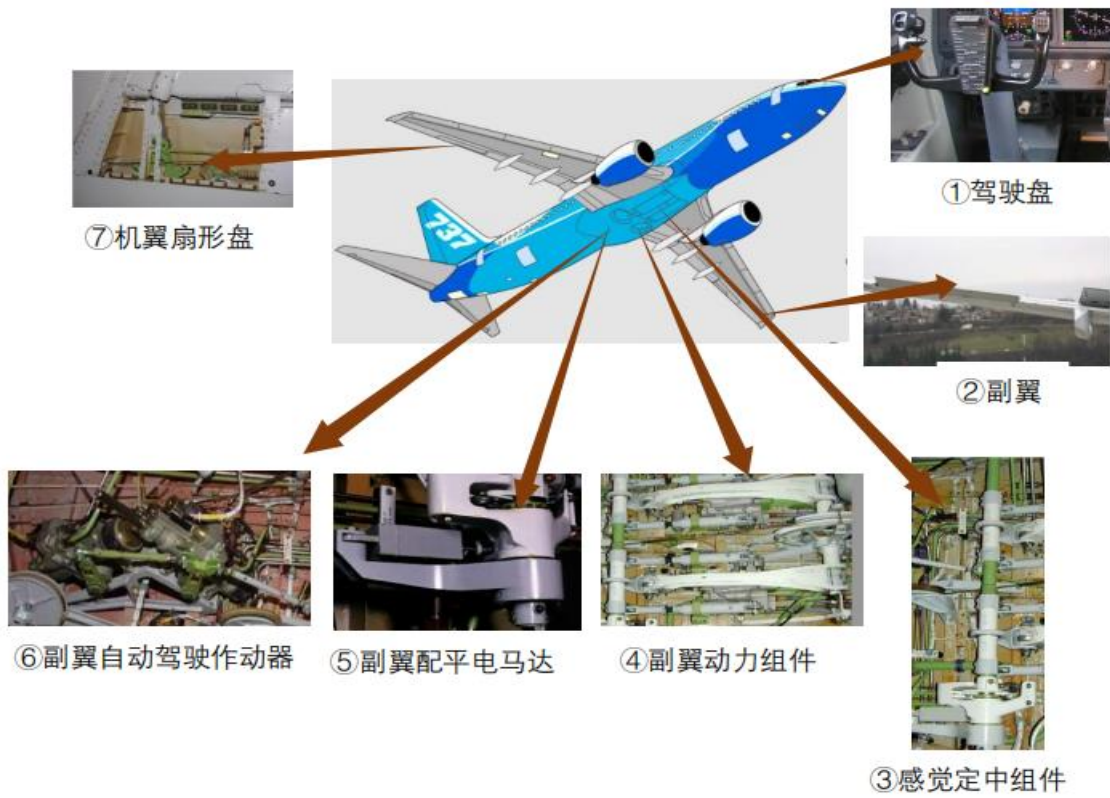 ①驾驶盘
⑦机翼扇形盘
737
②副翼
⑥副翼自动驾驶作动器
⑤副翼配平电马达
④副翼动力组件
③感觉定中组件